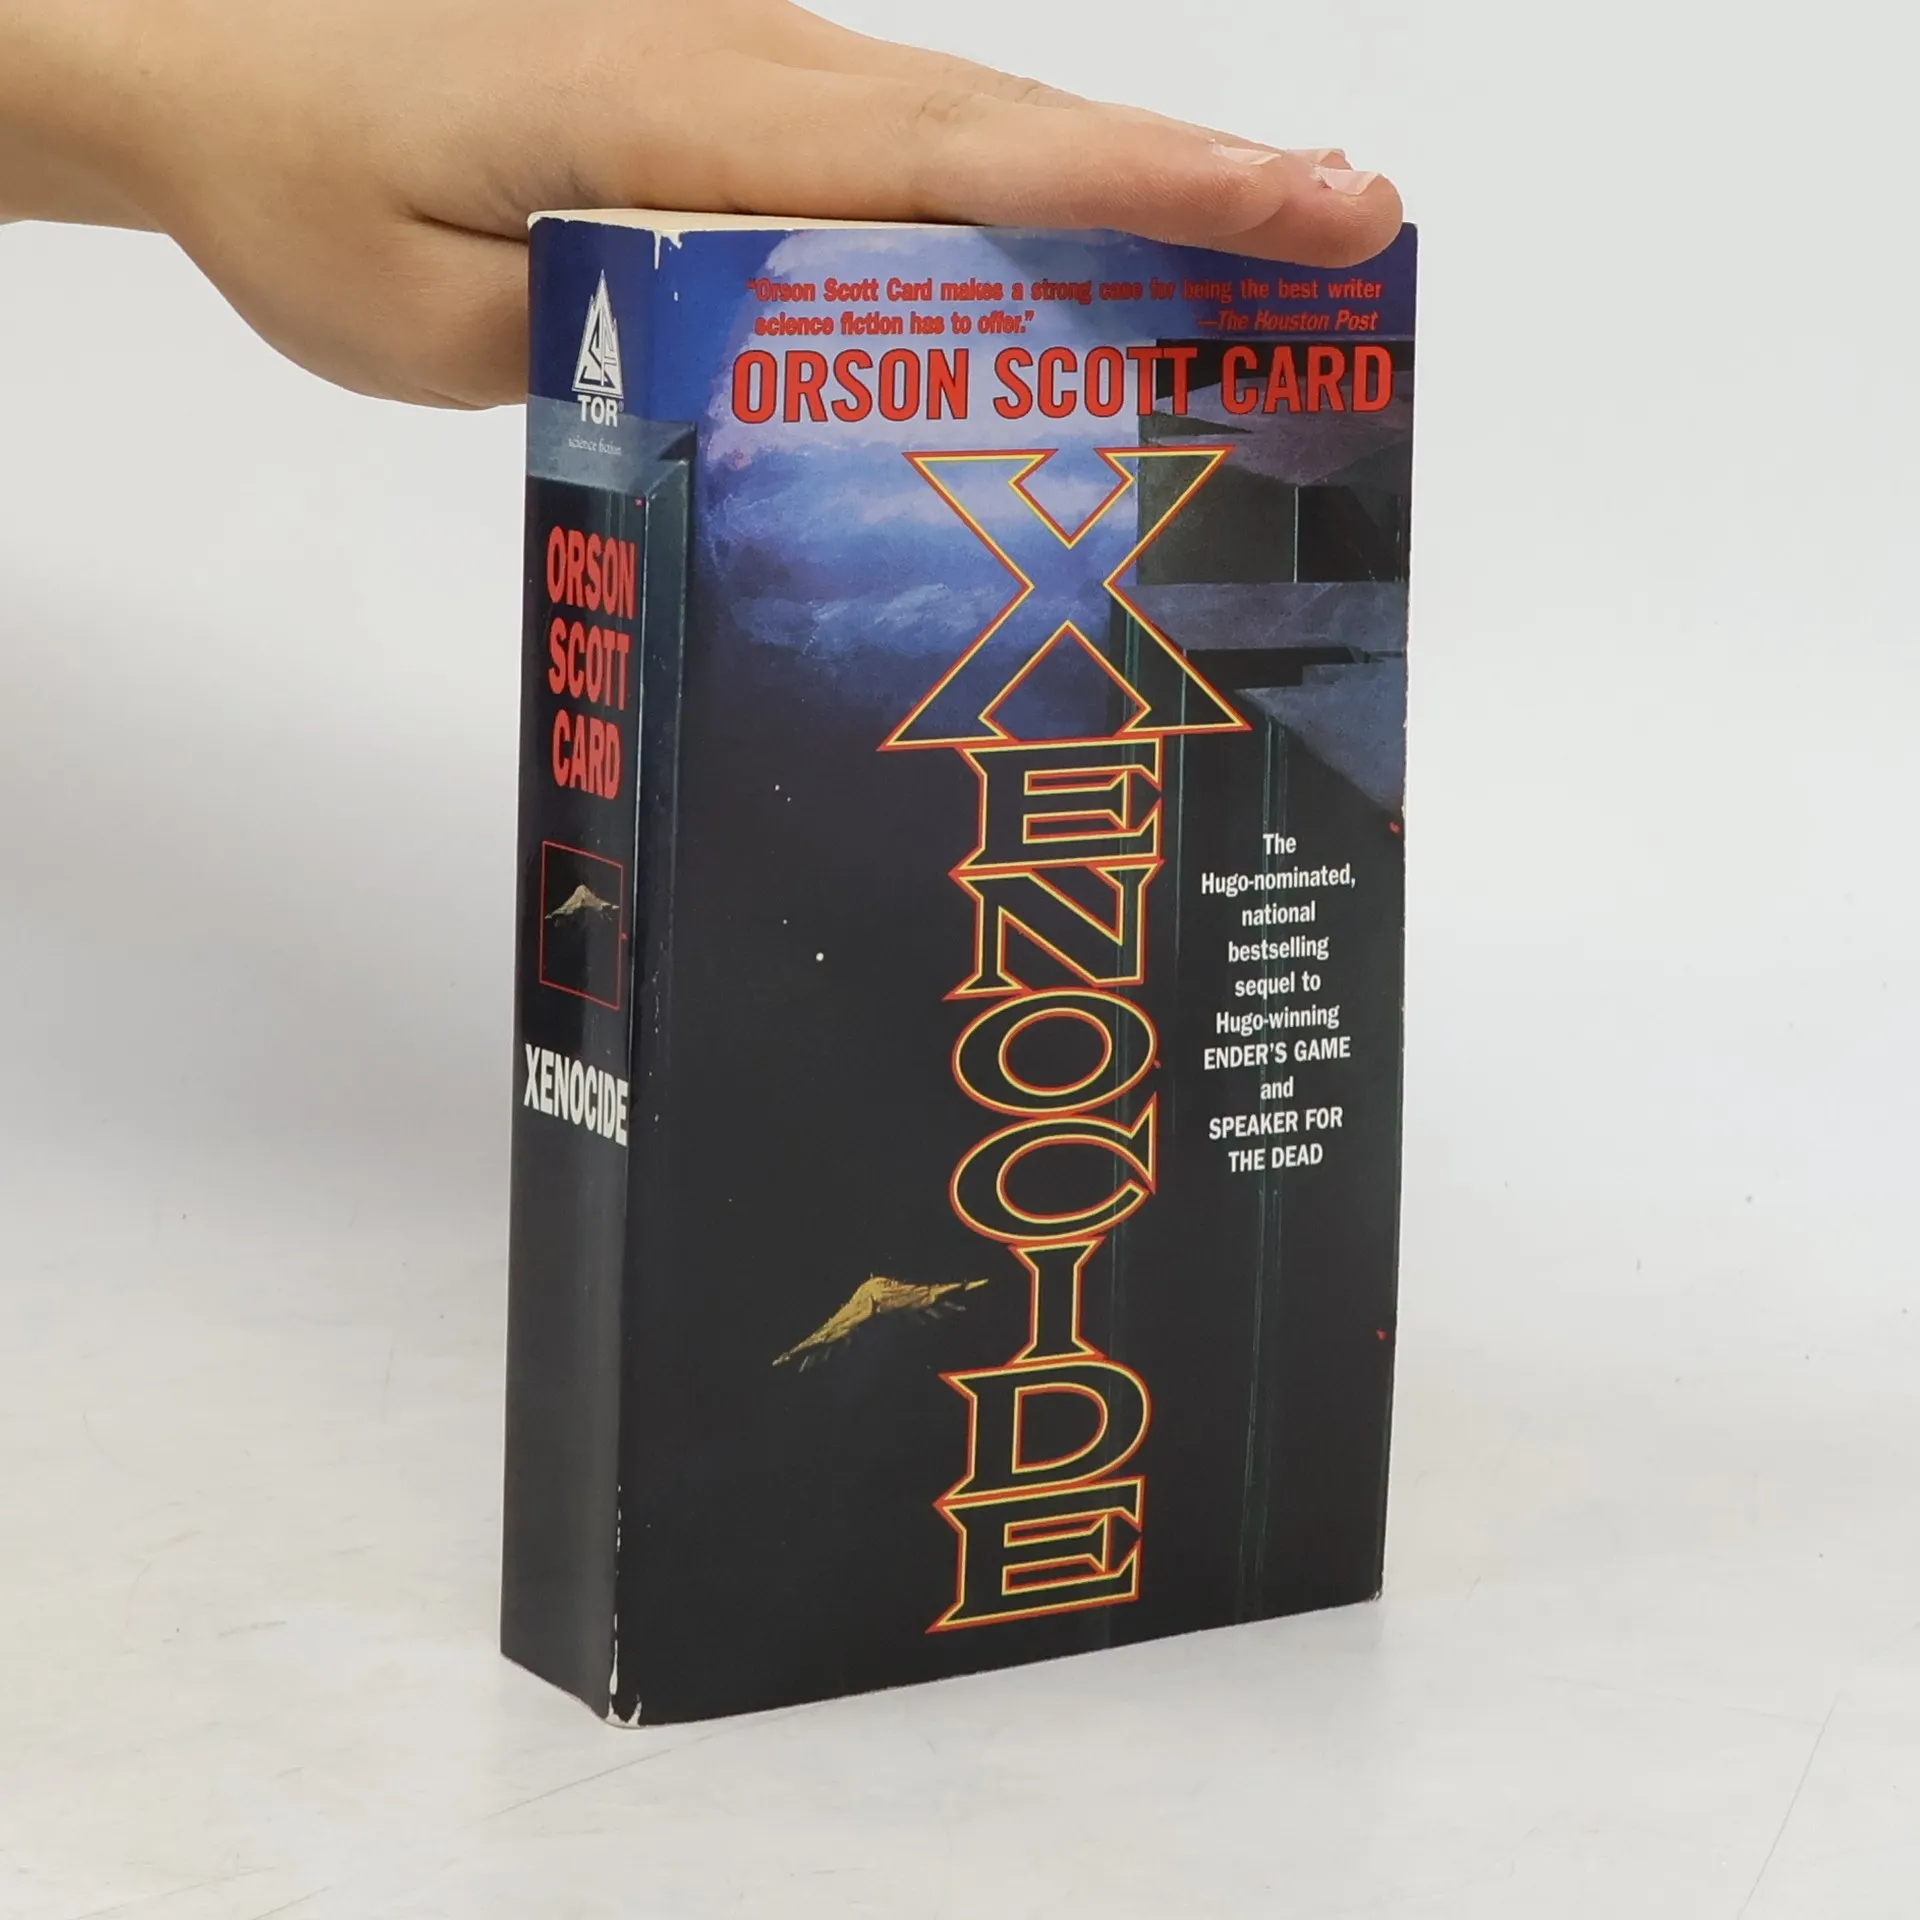 TOR®
science fiction
ORSON
SCOTT
CARD
XENOCIDE
"Orson Scott Card makes a strong case for being the best writer
science fiction has to offer."
—The Houston Post
ORSON SCOTT CARD
XENOCIDE
The
Hugo-nominated,
national
bestselling
sequel to
Hugo-winning
ENDER'S GAME
and
SPEAKER FOR
THE DEAD